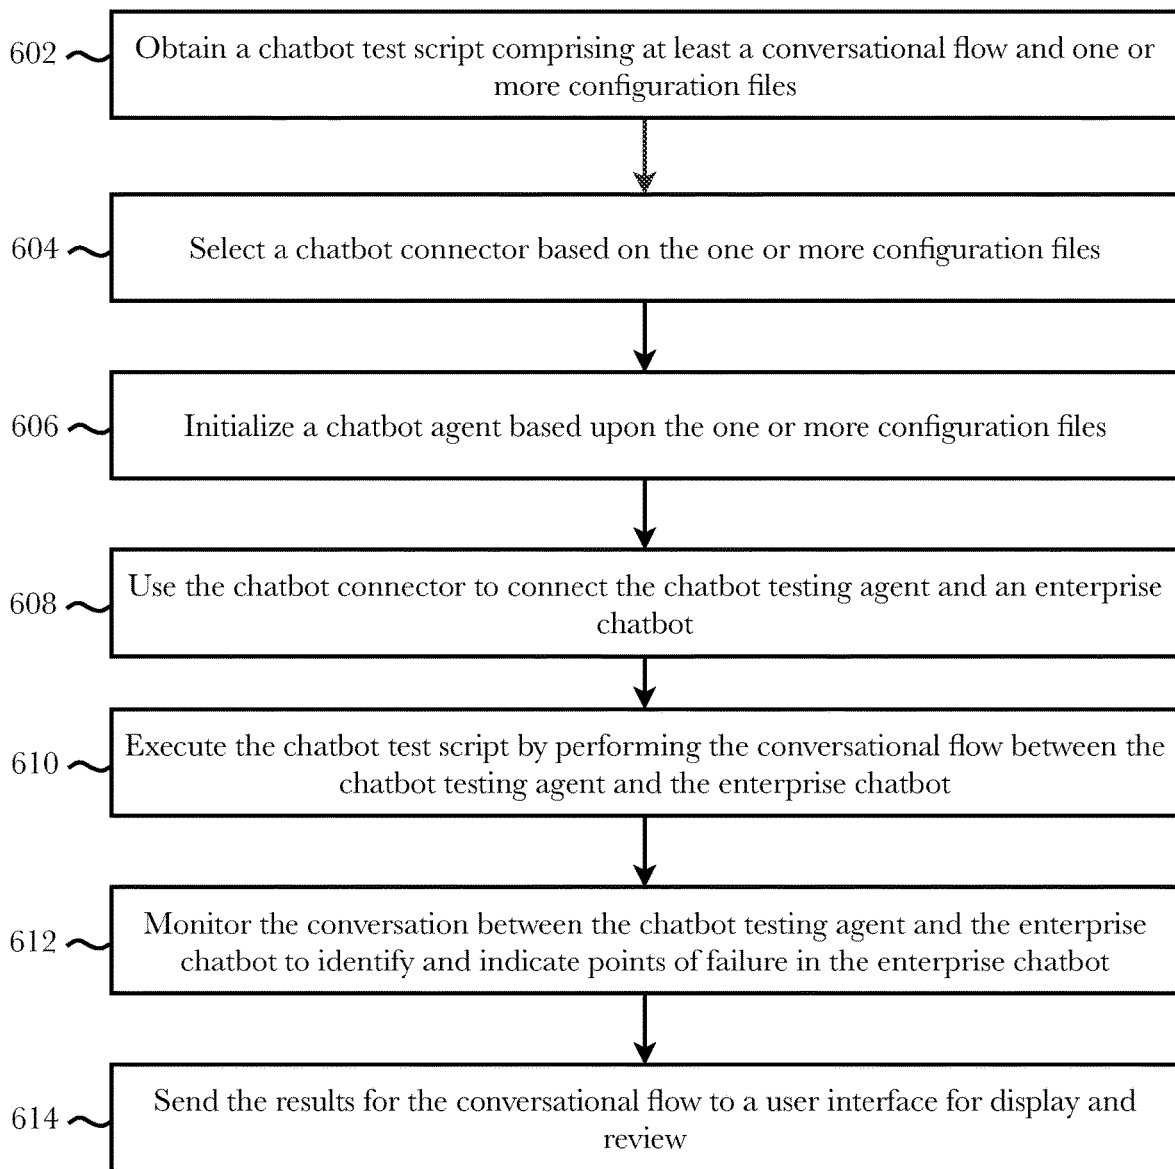 602
Obtain a chatbot test script comprising at least a conversational flow and one or
more configuration files
604
Select a chatbot connector based on the one or more configuration files
606
Initialize a chatbot agent based upon the one or more configuration files
608
Use the chatbot connector to connect the chatbot testing agent and an enterprise
chatbot
610
Execute the chatbot test script by performing the conversational flow between the
chatbot testing agent and the enterprise chatbot
612
Monitor the conversation between the chatbot testing agent and the enterprise
chatbot to identify and indicate points of failure in the enterprise chatbot
614
Send the results for the conversational flow to a user interface for display and
review